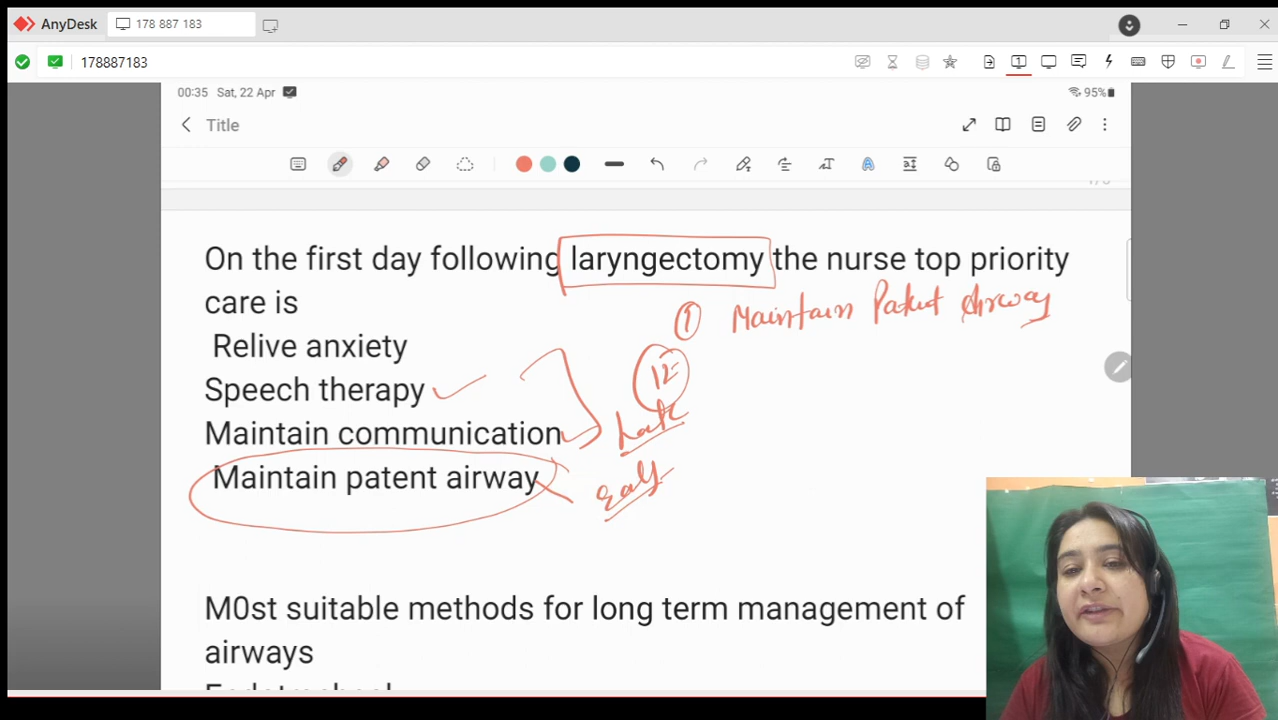 AnyDesk
178 887 183
178887183
00:35 Sat, 22 Apr
95%
Title
On the first day following laryngectomy the nurse top priority
care is
① Maintain Patent Airway
Relive anxiety
12
Speech therapy
Late
Maintain communication
Maintain patent airway
early
M0st suitable methods for long term management of
airways